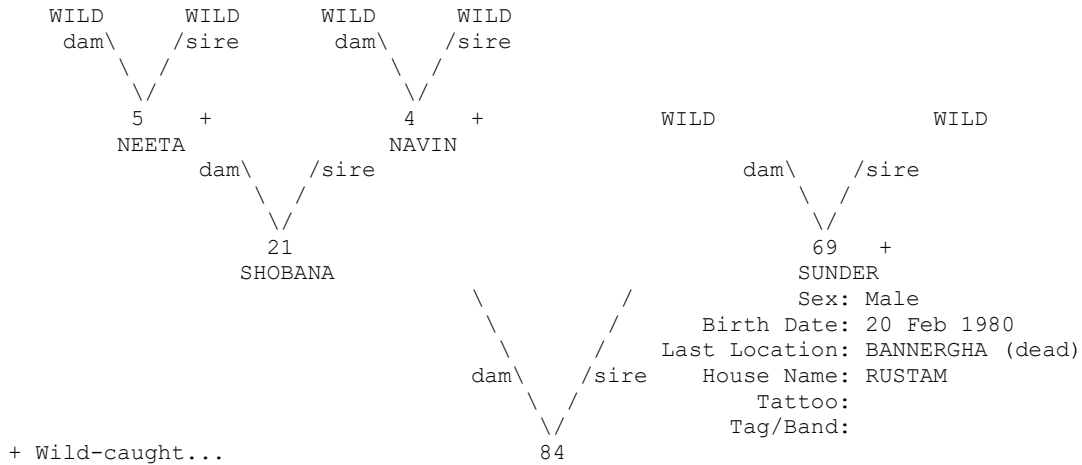 WILD WILD WILD WILD
dam\ /sire dam\ /sire
\ / \ /
\/ \/
5 + 4 + WILD WILD
NEETA NAVIN
dam\ /sire dam\ /sire
\ / \ /
\/ \/
21 69 +
SHOBANA SUNDER
\ / Sex: Male
\ / Birth Date: 20 Feb 1980
\ / Last Location: BANNERGHA (dead)
dam\ /sire House Name: RUSTAM
\ / Tattoo:
\/ Tag/Band:
+ Wild-caught... 84